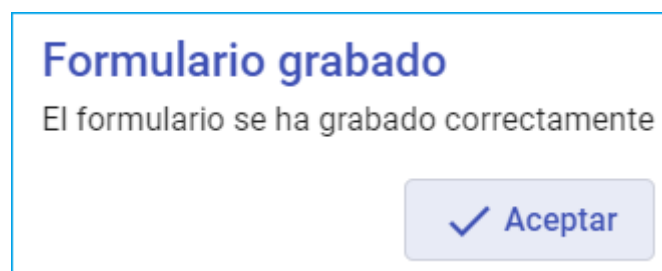 Formulario grabado
El formulario se ha grabado correctamente
Aceptar